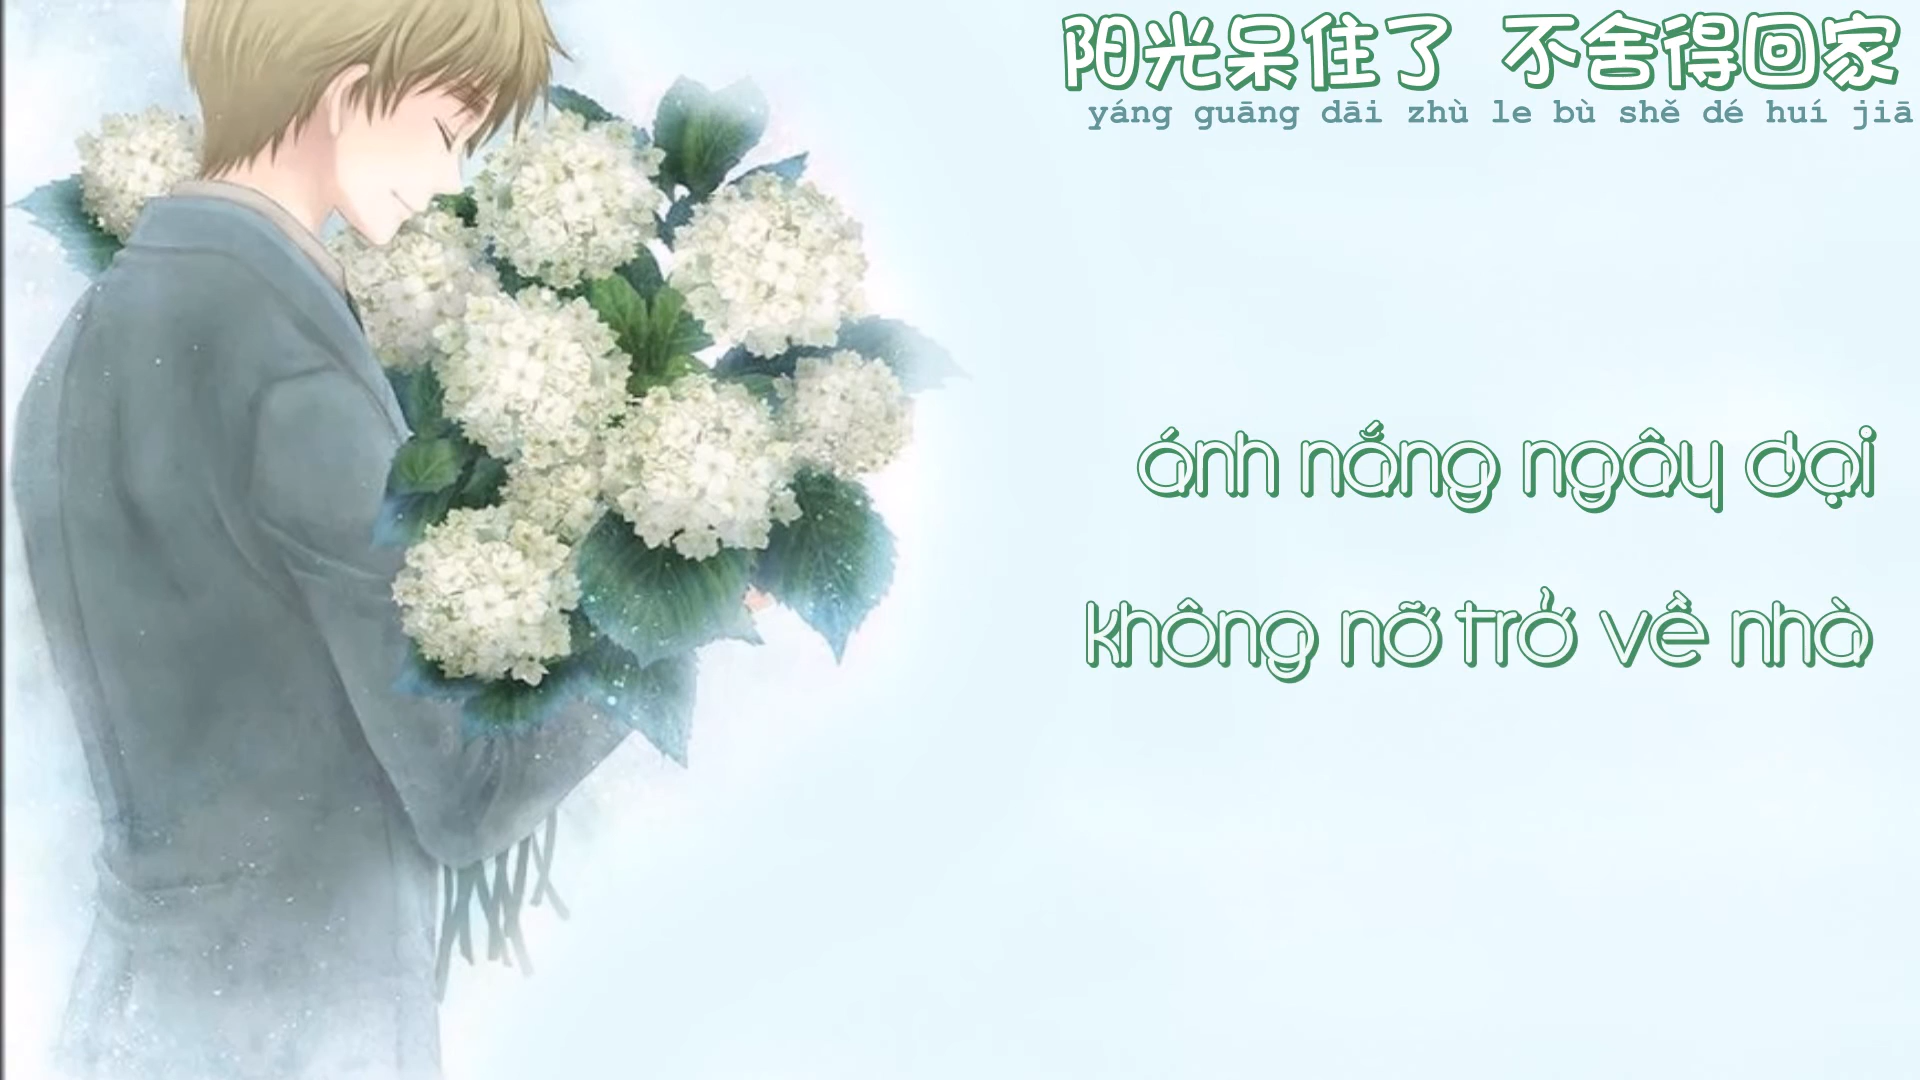 阳光呆住了 不舍得回家
yáng guāng dāi zhù le bù shě dé huí jiā
ánh nắng ngây dại
không nỡ trở về nhà